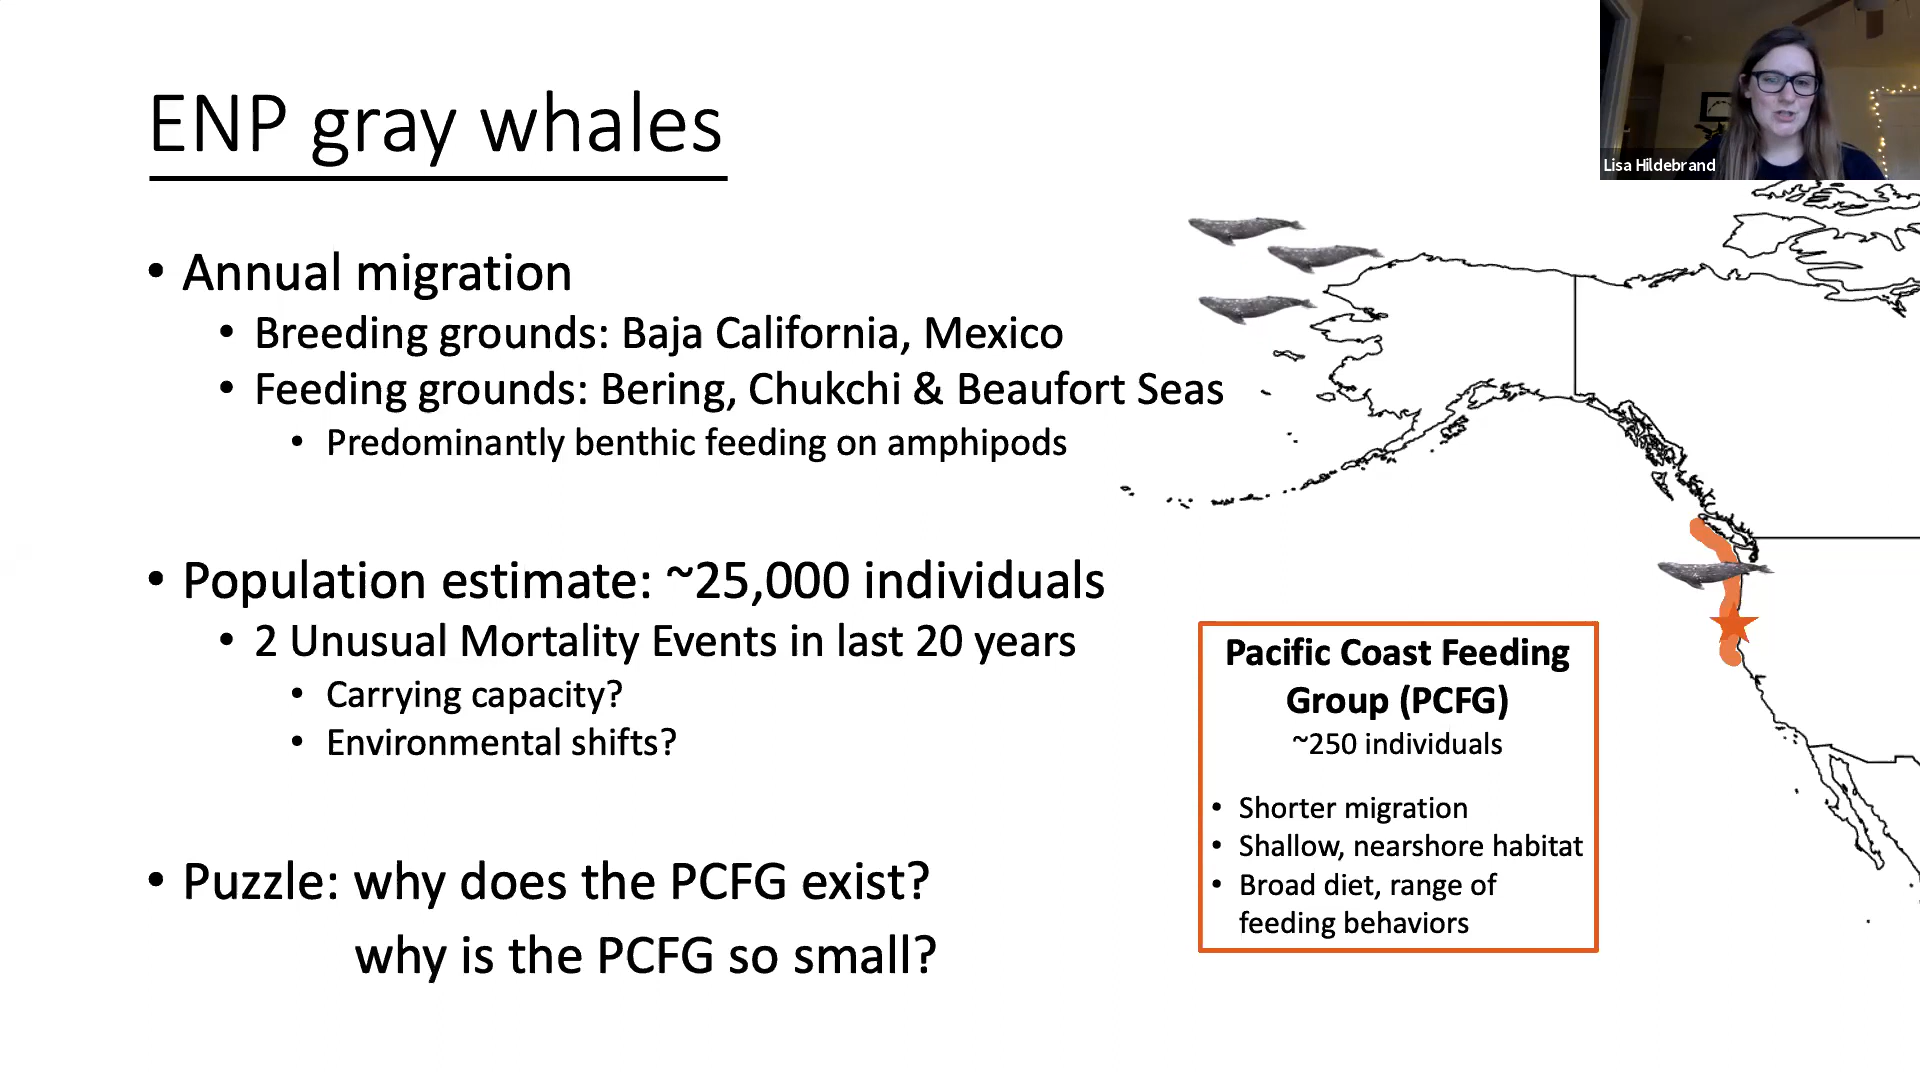 ENP gray whales
Lisa Hildebrand
• Annual migration
• Breeding grounds: Baja California, Mexico
• Feeding grounds: Bering, Chukchi & Beaufort Seas
• Predominantly benthic feeding on amphipods
• Population estimate: ~25,000 individuals
• 2 Unusual Mortality Events in last 20 years
• Carrying capacity?
• Environmental shifts?
• Puzzle: why does the PCFG exist?
why is the PCFG so small?
Pacific Coast Feeding
Group (PCFG)
~250 individuals
• Shorter migration
• Shallow, nearshore habitat
• Broad diet, range of
feeding behaviors